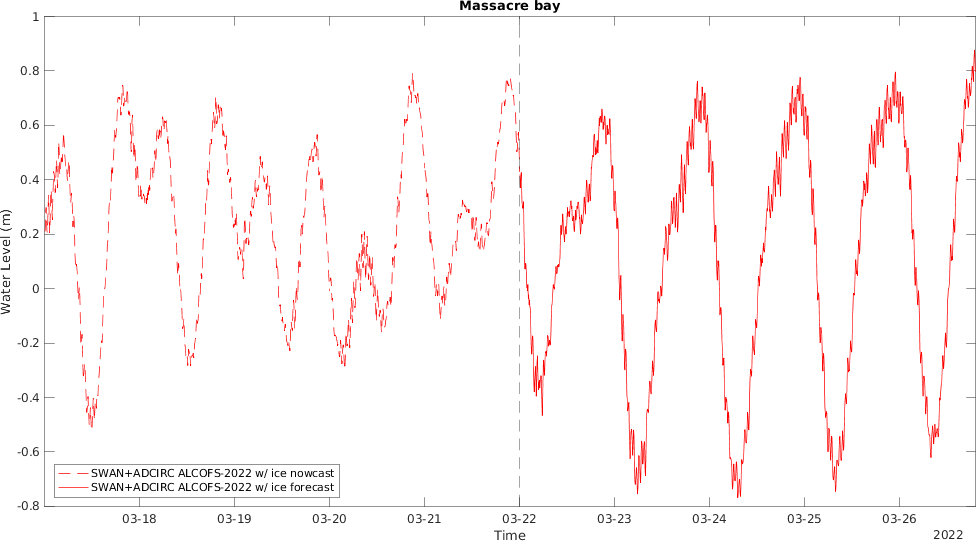 Massacre bay
Water Level (m)
1
0.8
0.6
0.4
0.2
0
-0.2
-0.4
-0.6
-0.8
SWAN+ADCIRC ALCOFS-2022 w/ ice nowcast
SWAN+ADCIRC ALCOFS-2022 w/ ice forecast
03-18 03-19 03-20 03-21 03-22 03-23 03-24 03-25 03-26
Time
2022